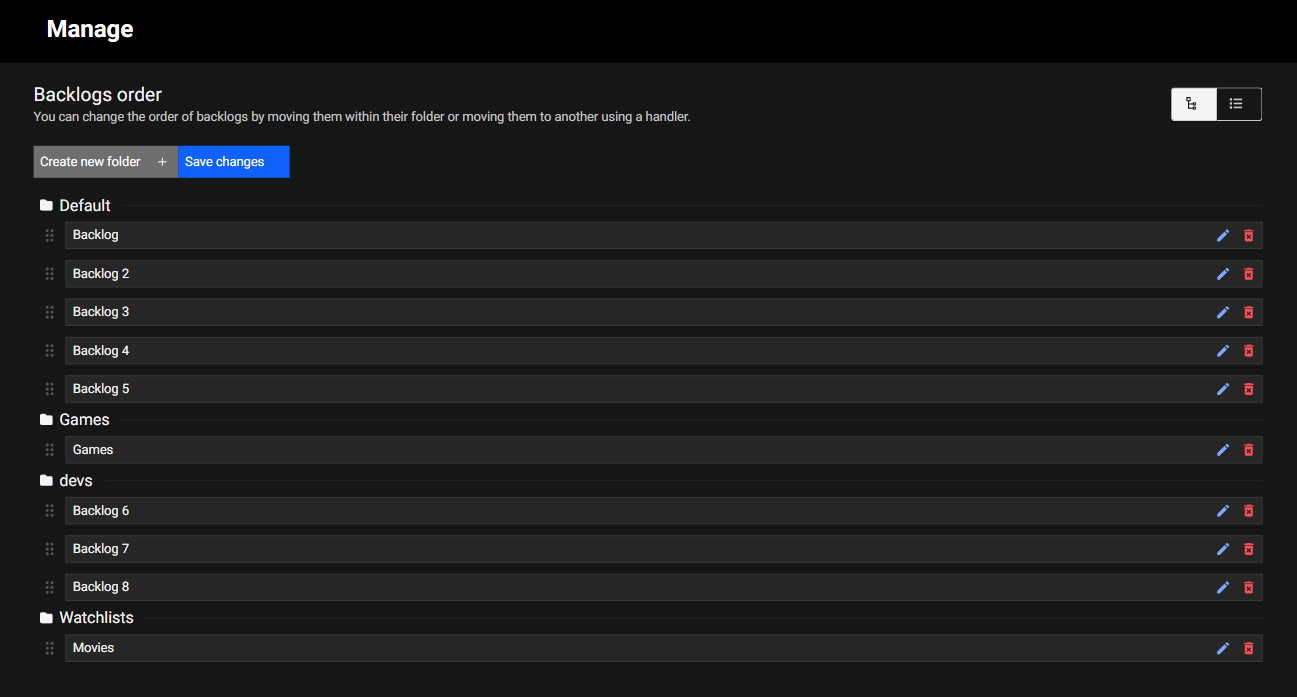 Manage
Backlogs order
You can change the order of backlogs by moving them within their folder or moving them to another using a handler.
Create new folder +
Save changes
Default
Backlog
Backlog 2
Backlog 3
Backlog 4
Backlog 5
Games
Games
devs
Backlog 6
Backlog 7
Backlog 8
Watchlists
Movies